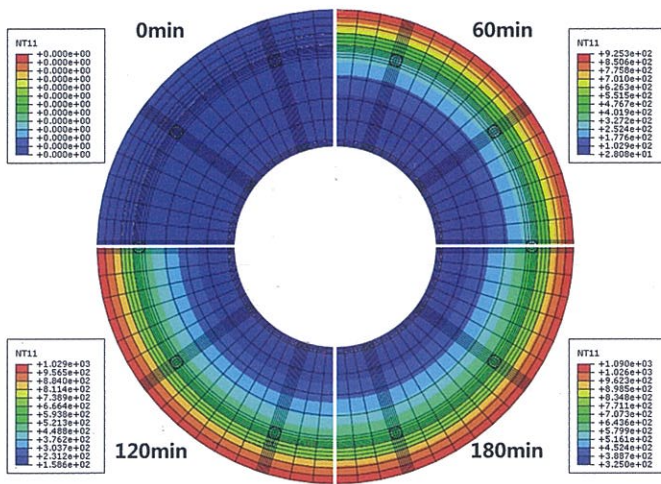 0min
NT11
+0.000e+00
+0.000e+00
+0.000e+00
+0.000e+00
+0.000e+00
+0.000e+00
+0.000e+00
+0.000e+00
+0.000e+00
+0.000e+00
+0.000e+00
+0.000e+00
+0.000e+00
60min
NT11
+9.253e+02
+8.506e+02
+7.758e+02
+7.010e+02
+6.263e+02
+5.515e+02
+4.767e+02
+4.019e+02
+3.272e+02
+2.524e+02
+1.776e+02
+1.029e+02
+2.808e+01
NT11
+1.029e+03
+9.565e+02
+8.840e+02
+8.114e+02
+7.389e+02
+6.664e+02
+5.938e+02
+5.213e+02
+4.488e+02
+3.762e+02
+3.037e+02
+2.312e+02
+1.586e+02
120min
NT11
+1.090e+03
+1.026e+03
+9.623e+02
+8.985e+02
+8.348e+02
+7.711e+02
+7.073e+02
+6.436e+02
+5.799e+02
+5.161e+02
+4.524e+02
+3.887e+02
+3.250e+02
180min